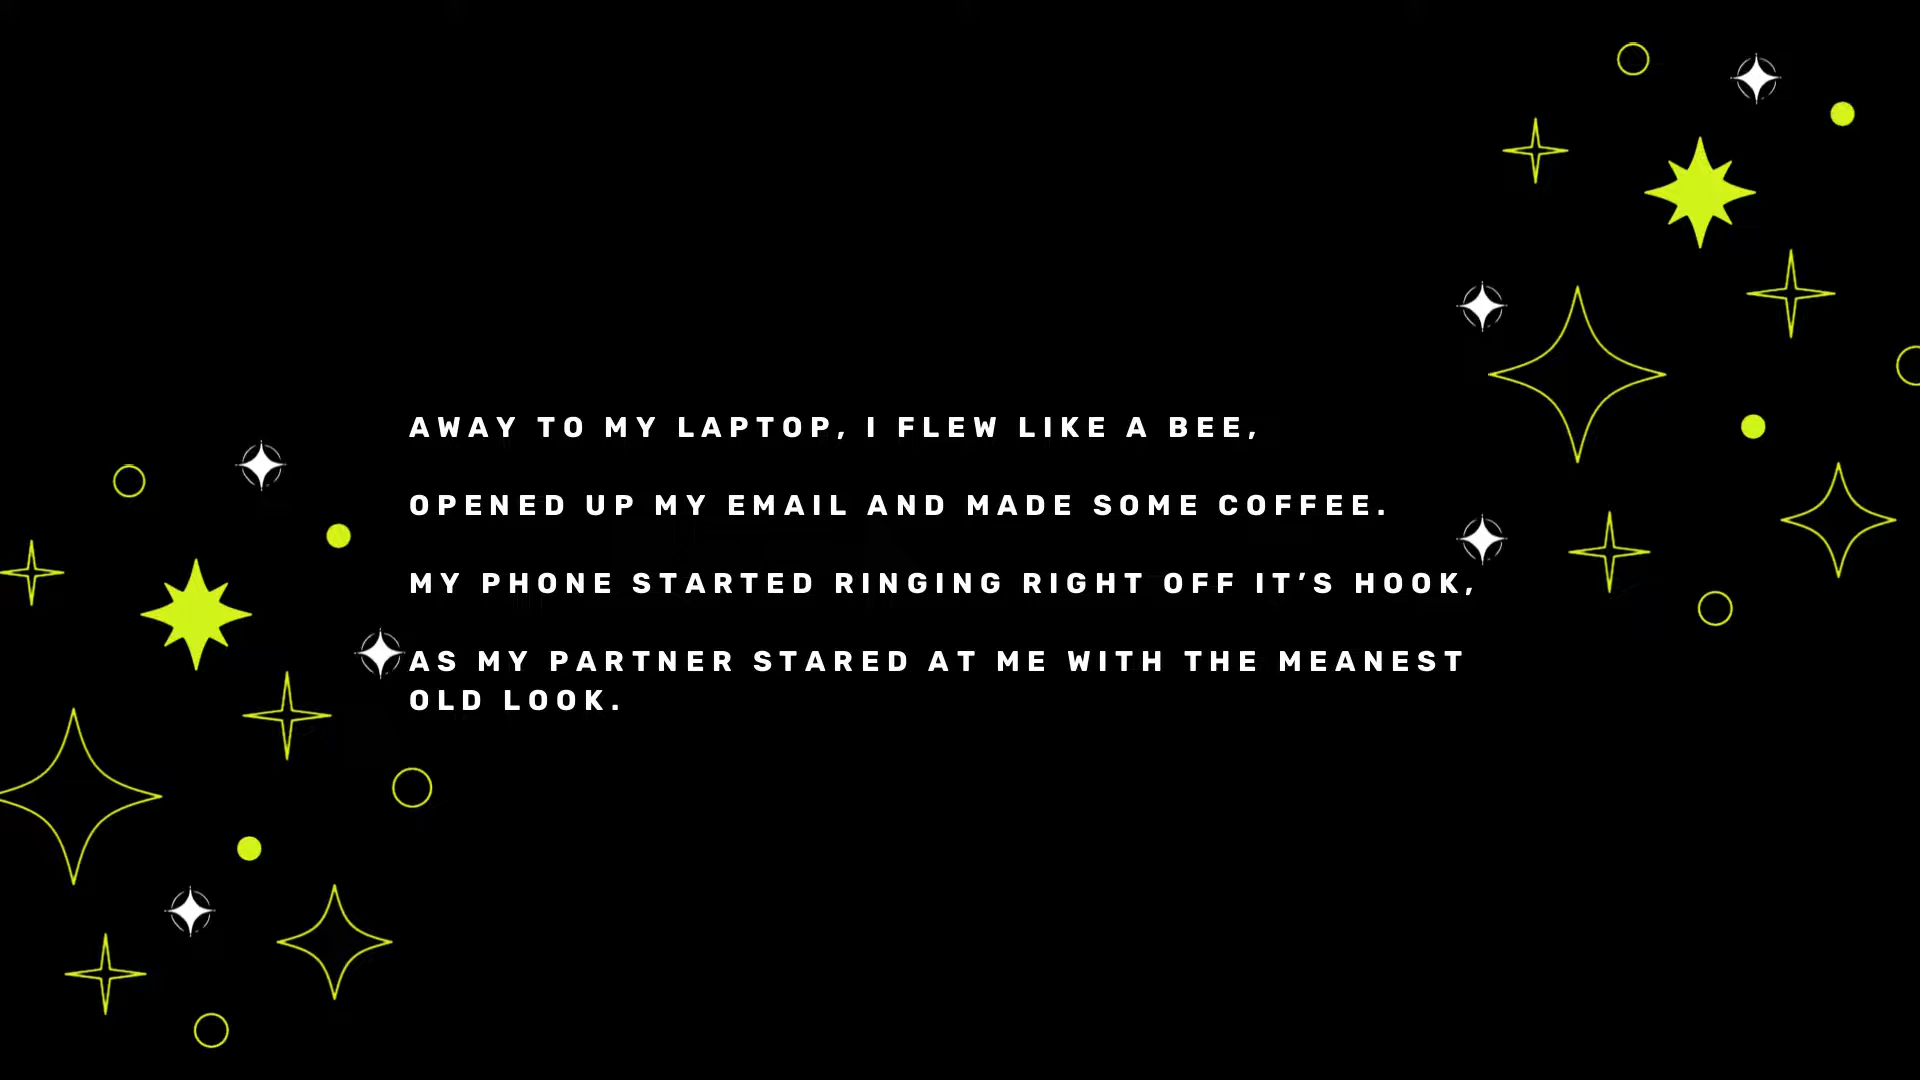 AWAY TO MY LAPTOP, I FLEW LIKE A BEE,
OPENED UP MY EMAIL AND MADE SOME COFFEE.
MY PHONE STARTED RINGING RIGHT OFF IT’S HOOK,
AS MY PARTNER STARED AT ME WITH THE MEANEST
OLD LOOK.